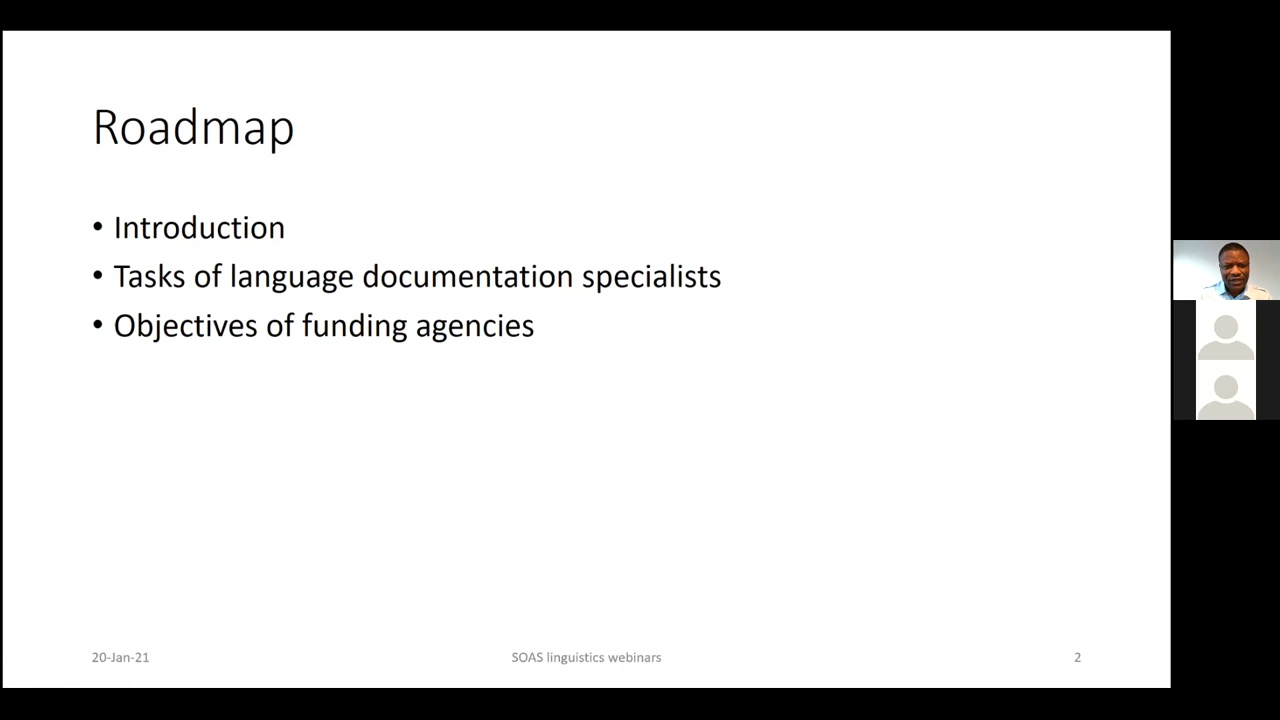 Roadmap
• Introduction
• Tasks of language documentation specialists
• Objectives of funding agencies
20-Jan-21
SOAS linguistics webinars
2